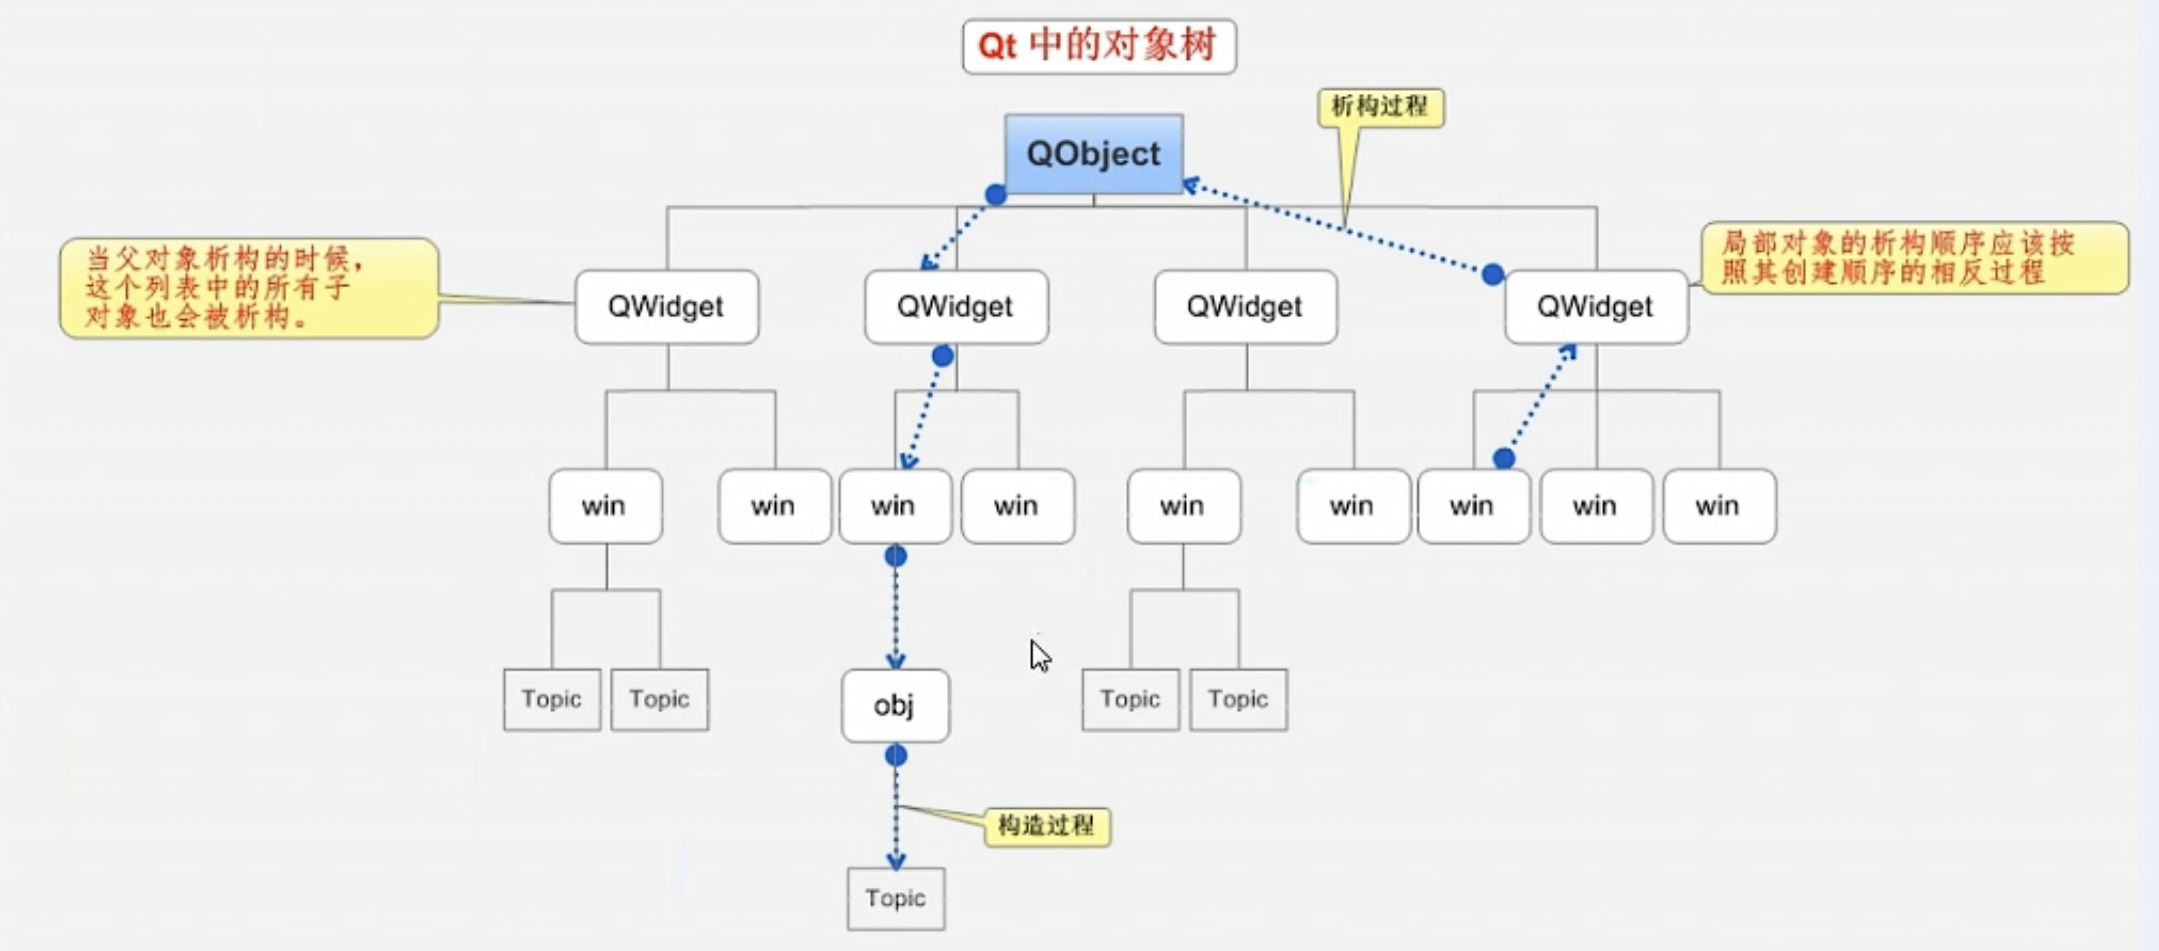 Qt 中的对象树
析构过程
QObject
当父对象析构的时候，
这个列表中的所有子
对象也会被析构。
局部对象的析构顺序应该按
照其创建顺序的相反过程
QWidget
QWidget
QWidget
QWidget
win
win
win
win
win
win
win
win
win
Topic
Topic
obj
Topic
Topic
构造过程
Topic